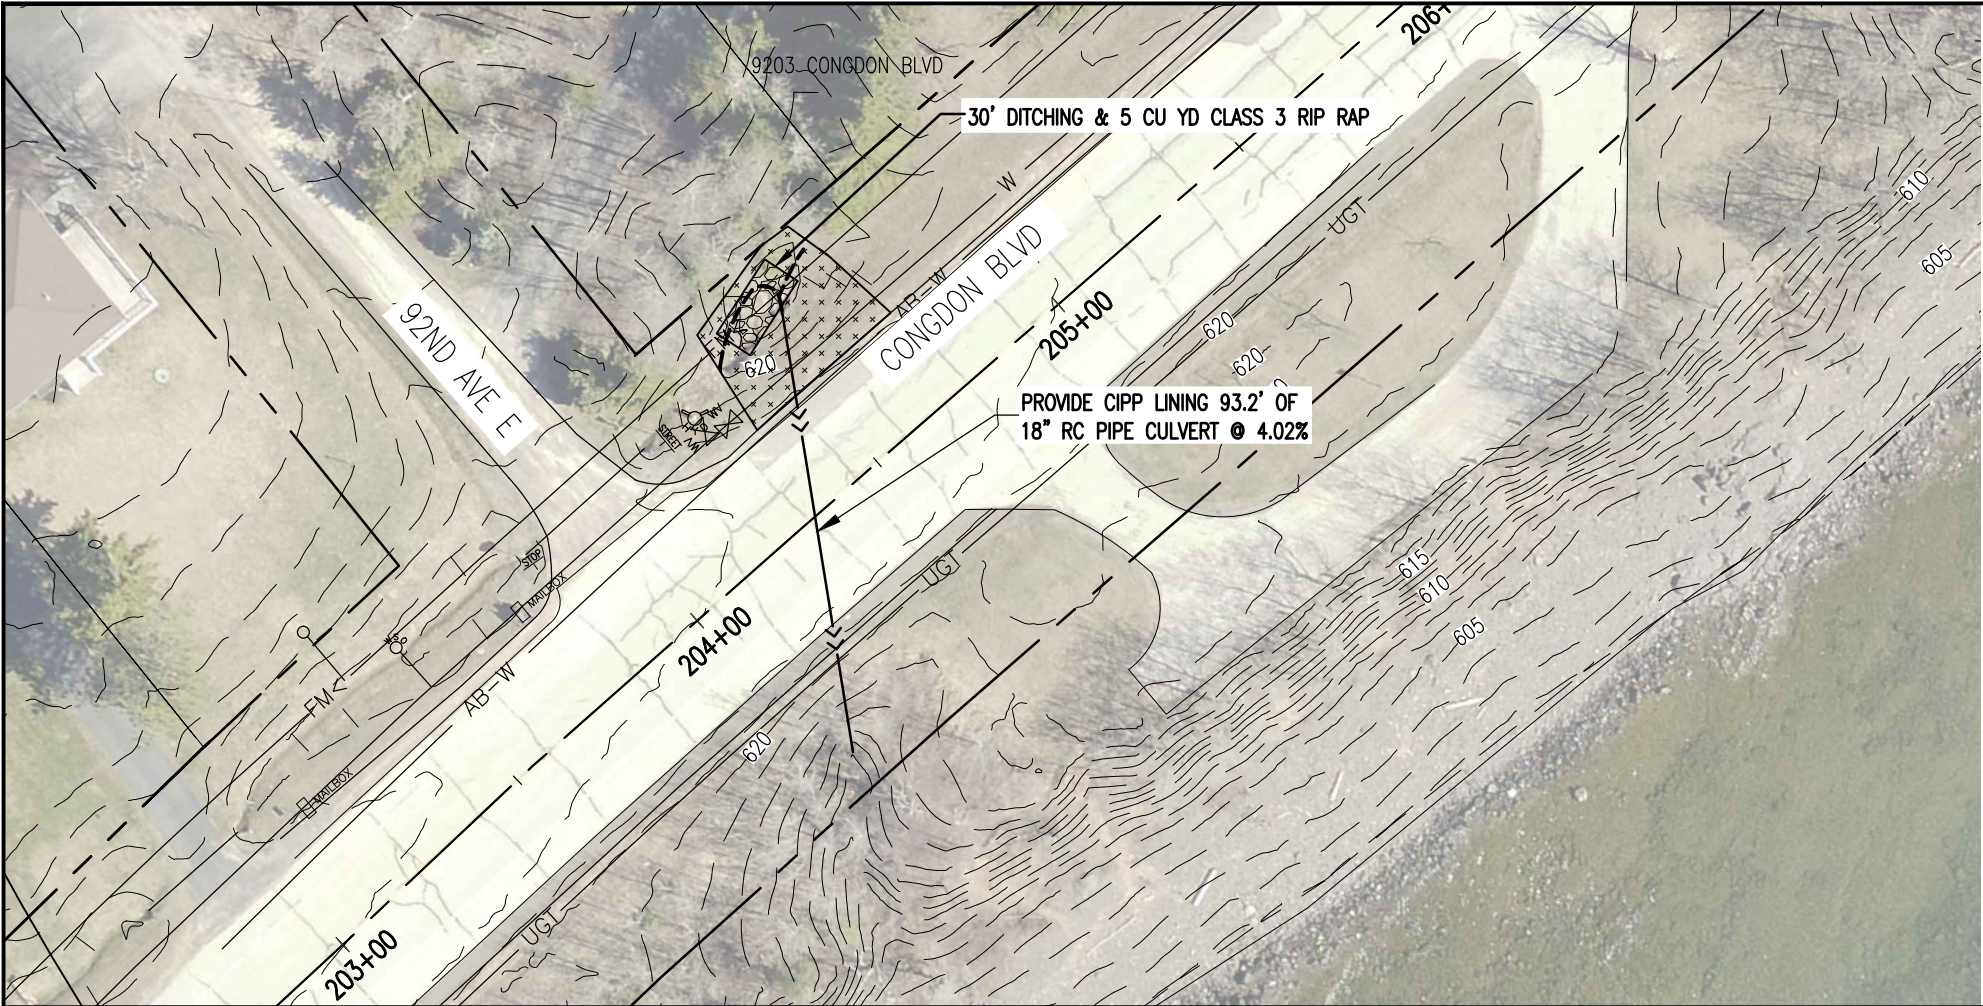 206+
9203 CONGDON BLVD
30' DITCHING & 5 CU YD CLASS 3 RIP RAP
W
610
UGT
605
AB-W
CONGDON BLVD
92ND AVE E
205+00
620
620
620
PROVIDE CIPP LINING 93.2' OF
18" RC PIPE CULVERT @ 4.02%
WV
STREET
STOP
MAILBOX
UGT
615
610
605
204+00
WSO
FM
AB-W
620
MAILBOX
UGT
203+00